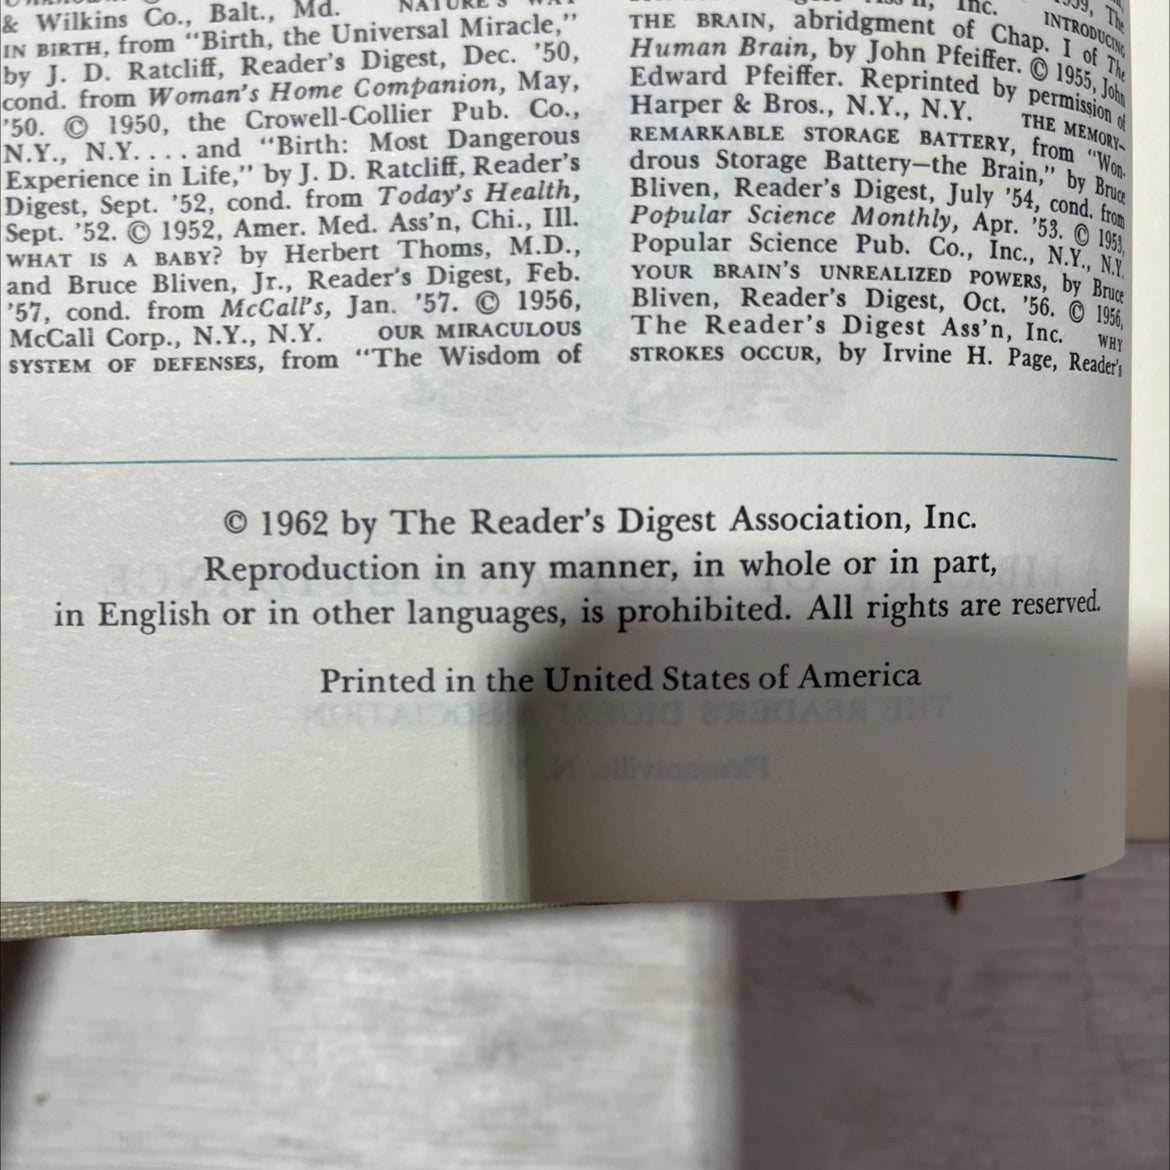 & Wilkins Co., Balt., Md. NATURE'S WAY
IN BIRTH, from "Birth, the Universal Miracle,"
by J. D. Ratcliff, Reader's Digest, Dec. '50,
cond. from Woman's Home Companion, May,
'50. © 1950, the Crowell-Collier Pub. Co.,
N.Y., N.Y. . . . and "Birth: Most Dangerous
Experience in Life," by J. D. Ratcliff, Reader's
Digest, Sept. '52, cond. from Today's Health,
Sept. '52. © 1952, Amer. Med. Ass'n, Chi., Ill.
WHAT IS A BABY? by Herbert Thoms, M.D.,
and Bruce Bliven, Jr., Reader's Digest, Feb.
'57, cond. from McCall's, Jan. '57. © 1956,
McCall Corp., N.Y., N.Y. OUR MIRACULOUS
SYSTEM OF DEFENSES, from "The Wisdom of
Inc. INTRODUCING
THE BRAIN, abridgment of Chap. I of The
Human Brain, by John Pfeiffer. © 1955, John
Edward Pfeiffer. Reprinted by permission of
Harper & Bros., N.Y., N.Y. THE MEMORY–
REMARKABLE STORAGE BATTERY, from "Won-
drous Storage Battery—the Brain," by Bruce
Bliven, Reader's Digest, July '54, cond. from
Popular Science Monthly, Apr. '53. © 1953,
Popular Science Pub. Co., Inc., N.Y., N.Y.
YOUR BRAIN'S UNREALIZED POWERS, by Bruce
Bliven, Reader's Digest, Oct. '56. © 1956,
The Reader's Digest Ass'n, Inc. WHY
STROKES OCCUR, by Irvine H. Page, Reader's
© 1962 by The Reader's Digest Association, Inc.
Reproduction in any manner, in whole or in part,
in English or in other languages, is prohibited. All rights are reserved.
Printed in the United States of America